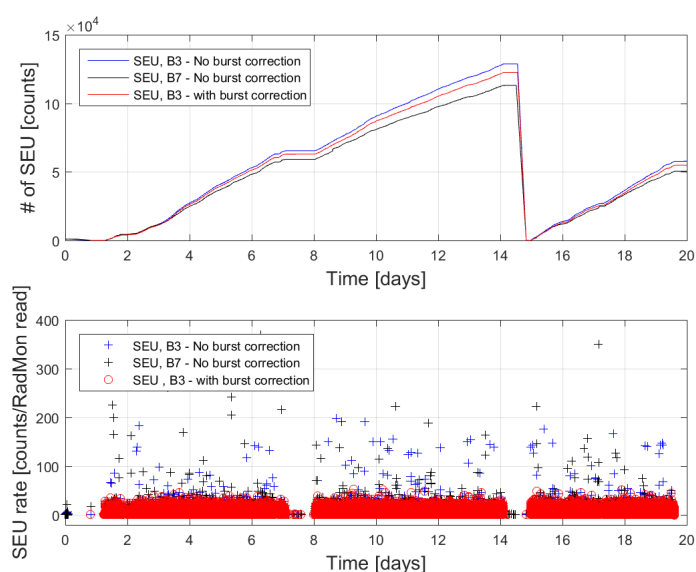 ×10⁴
15
10
5
0
# of SEU [counts]
SEU, B3 - No burst correction
SEU, B7 - No burst correction
SEU, B3 - with burst correction
0 2 4 6 8 10 12 14 16 18 20
Time [days]
400
300
200
100
0
SEU rate [counts/RadMon read]
SEU, B3 - No burst correction
SEU, B7 - No burst correction
SEU , B3 - with burst correction
0 2 4 6 8 10 12 14 16 18 20
Time [days]